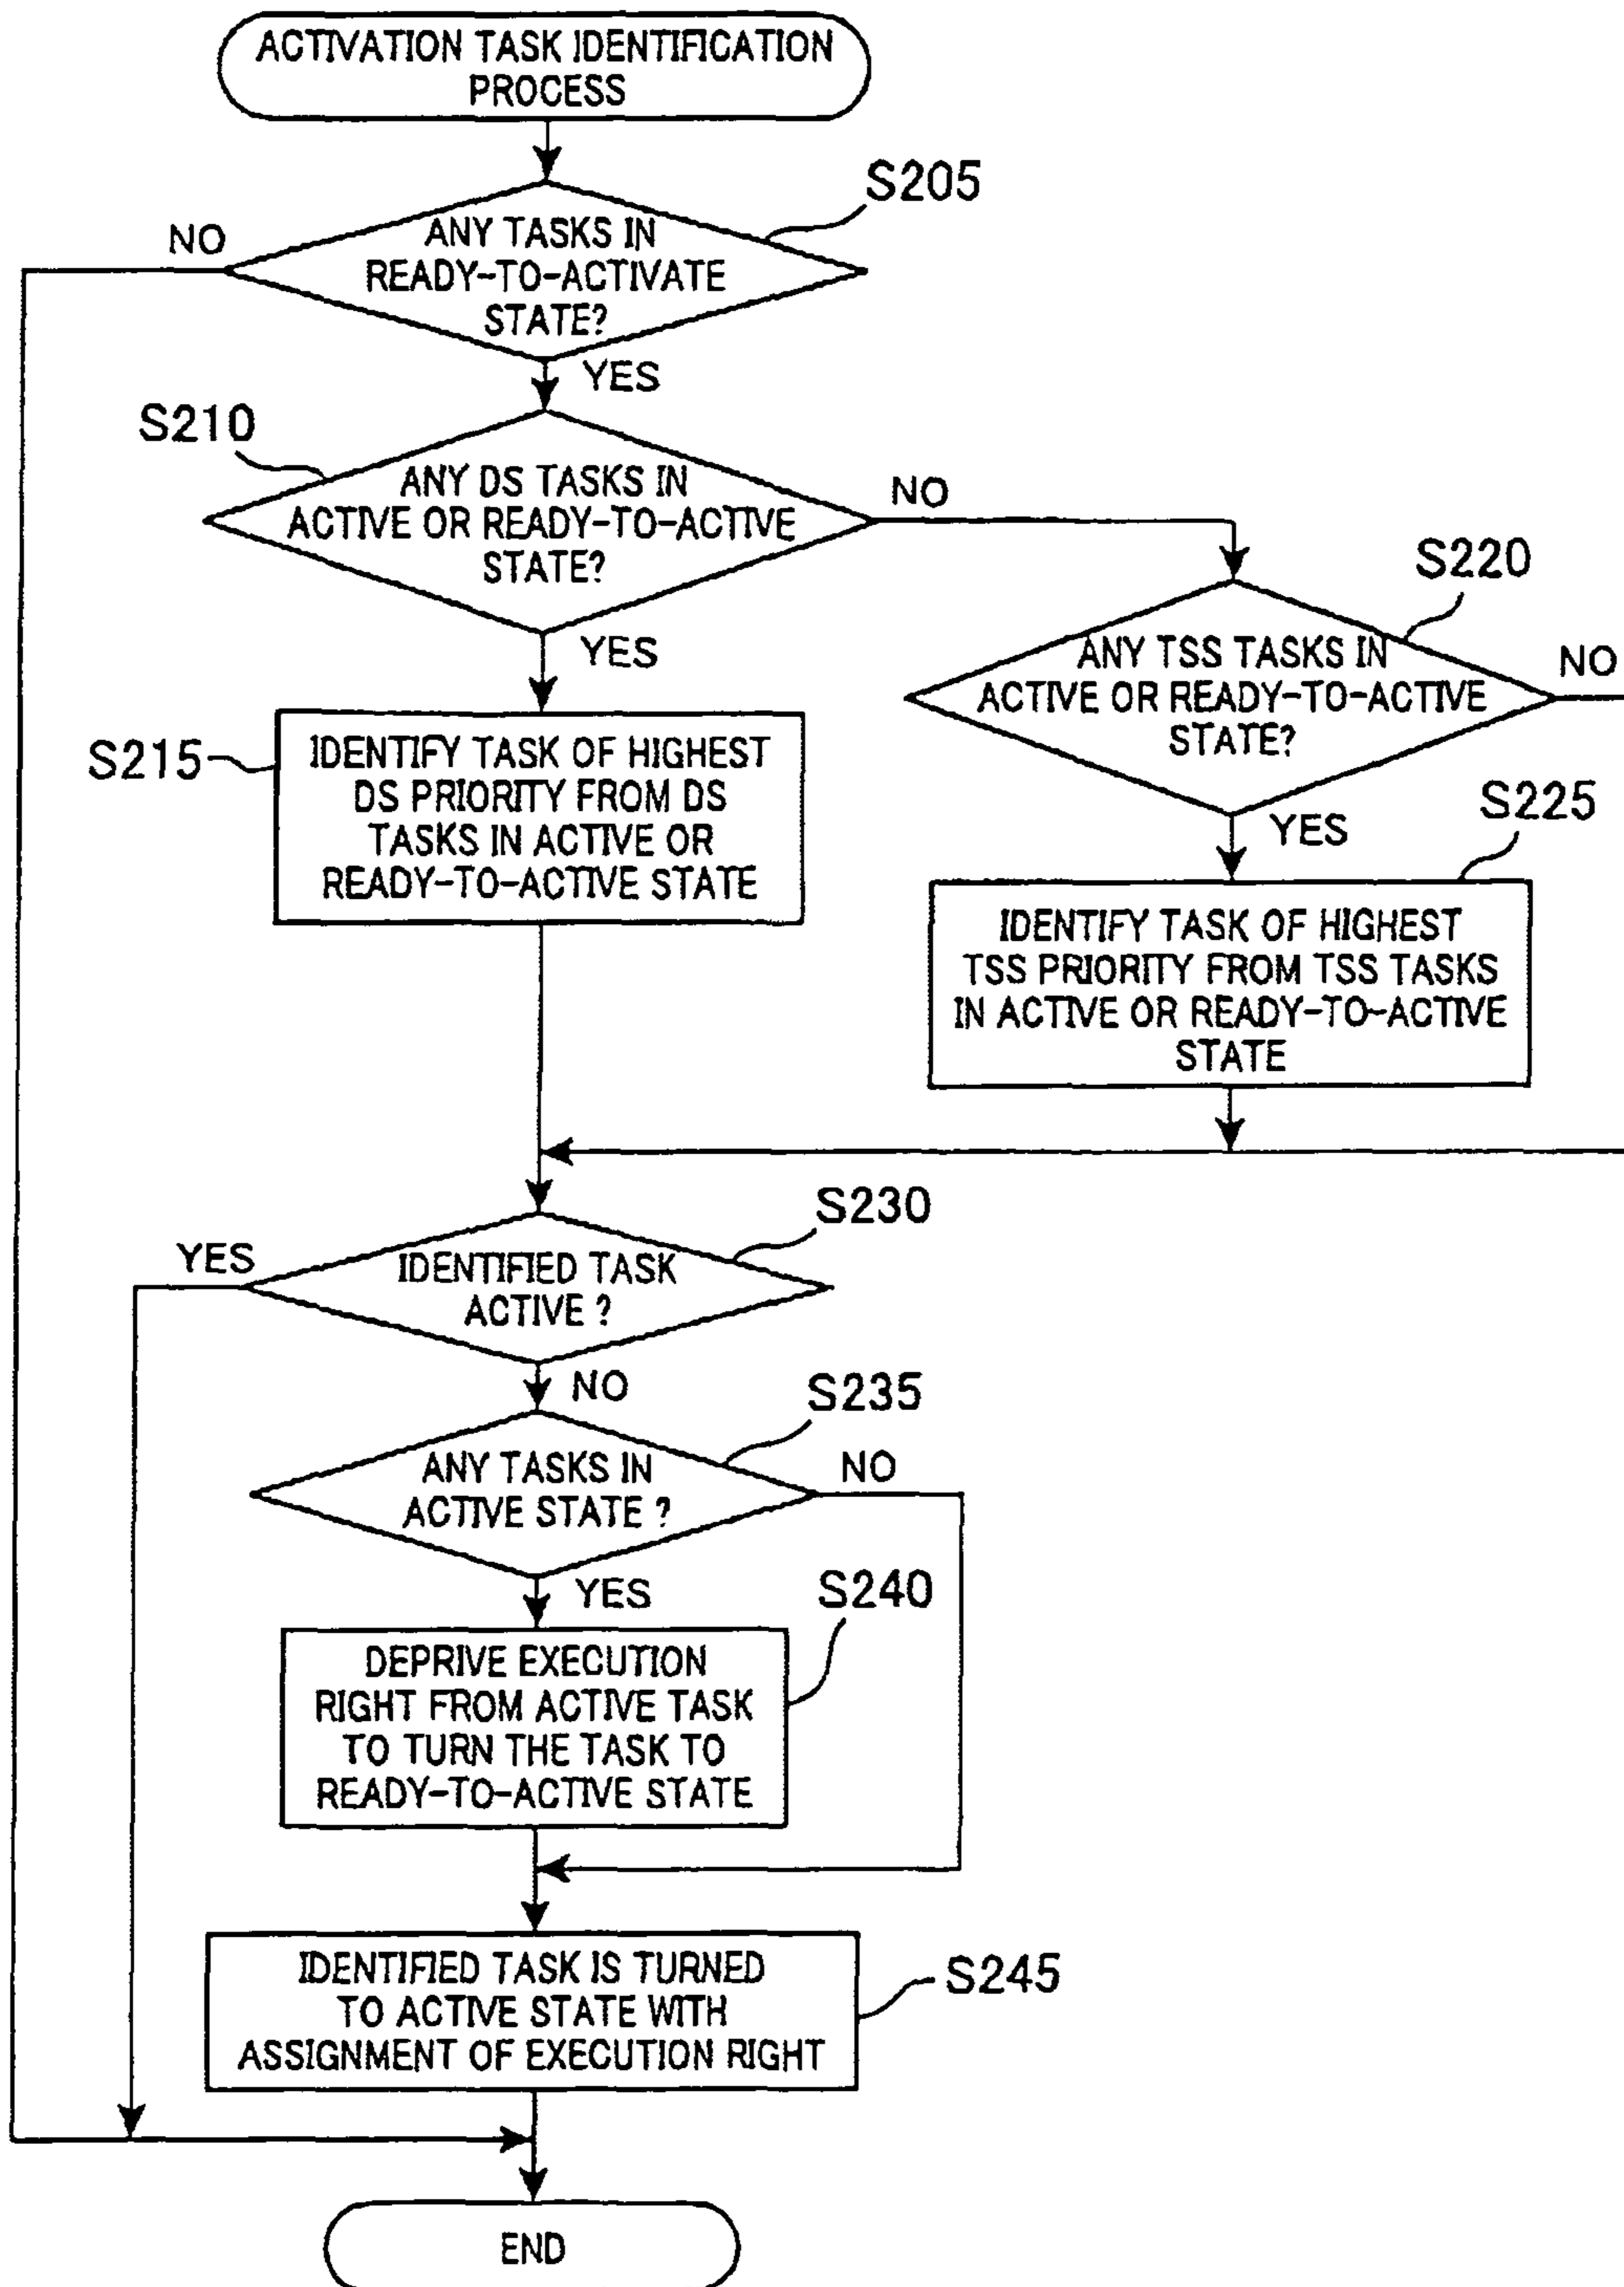 ACTIVATION TASK IDENTIFICATION
PROCESS
S205
NO
ANY TASKS IN
READY-TO-ACTIVATE
STATE?
YES
S210
ANY DS TASKS IN
ACTIVE OR READY-TO-ACTIVE
STATE?
NO
YES
S220
ANY TSS TASKS IN
ACTIVE OR READY-TO-ACTIVE
STATE?
NO
YES
S215
IDENTIFY TASK OF HIGHEST
DS PRIORITY FROM DS
TASKS IN ACTIVE OR
READY-TO-ACTIVE STATE
S225
IDENTIFY TASK OF HIGHEST
TSS PRIORITY FROM TSS TASKS
IN ACTIVE OR READY-TO-ACTIVE
STATE
S230
YES
IDENTIFIED TASK
ACTIVE ?
NO
S235
ANY TASKS IN
ACTIVE STATE ?
NO
YES
S240
DEPRIVE EXECUTION
RIGHT FROM ACTIVE TASK
TO TURN THE TASK TO
READY-TO-ACTIVE STATE
IDENTIFIED TASK IS TURNED
TO ACTIVE STATE WITH
ASSIGNMENT OF EXECUTION RIGHT
S245
END